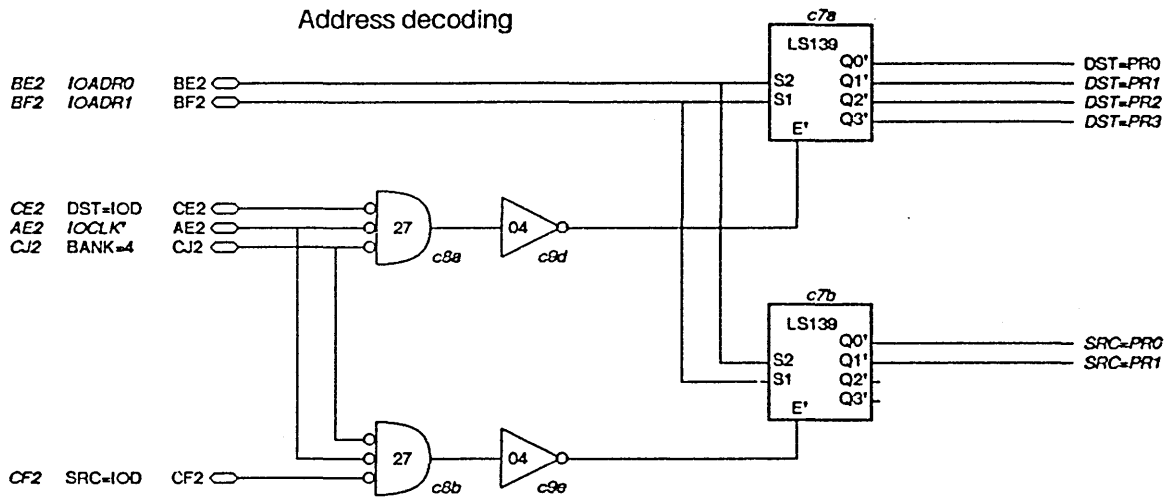 Address decoding
c7a
LS139
BE2 IOADR0 BE2 S2 Q0' DST=PR0
BF2 IOADR1 BF2 S1 Q1' DST=PR1
Q2' DST=PR2
Q3' DST=PR3
E'
CE2 DST=IOD CE2
AE2 IOCLK' AE2 27 04
CJ2 BANK=4 CJ2
c8a c9d
c7b
LS139
Q0' SRC=PR0
S2 Q1' SRC=PR1
S1 Q2'
Q3'
E'
27 04
CF2 SRC=IOD CF2
c8b c9e